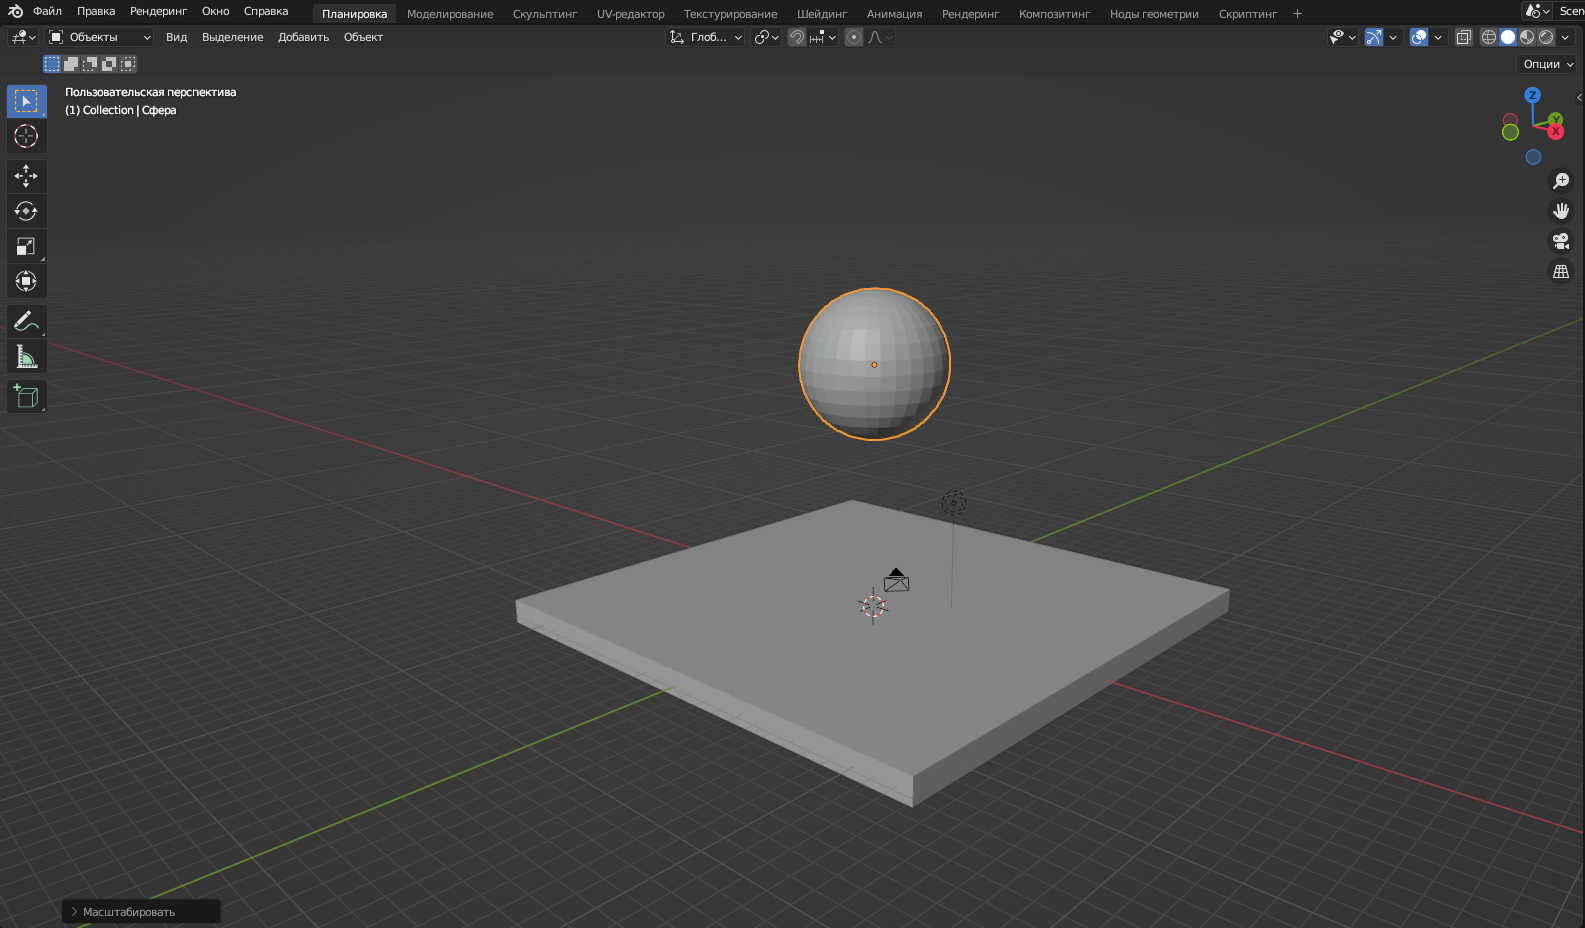 Файл Правка Рендеринг Окно Справка Планировка Моделирование Скульптинг UV-редактор Текстурирование Шейдинг Анимация Рендеринг Композитинг Ноды геометрии Скриптинг + Scen
Объекты Вид Выделение Добавить Объект Глоб...
Опции
Пользовательская перспектива
(1) Collection | Сфера
Z
Y
X
Масштабировать